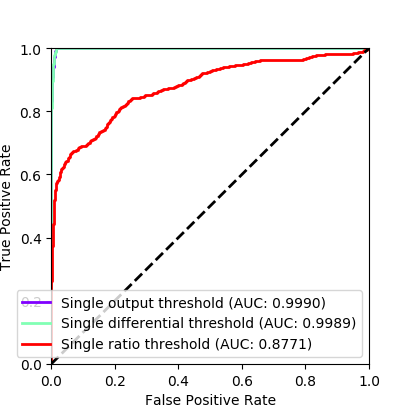 1.0
0.8
0.6
0.4
0.2
0.0
True Positive Rate
Single output threshold (AUC: 0.9990)
Single differential threshold (AUC: 0.9989)
Single ratio threshold (AUC: 0.8771)
0.0 0.2 0.4 0.6 0.8 1.0
False Positive Rate